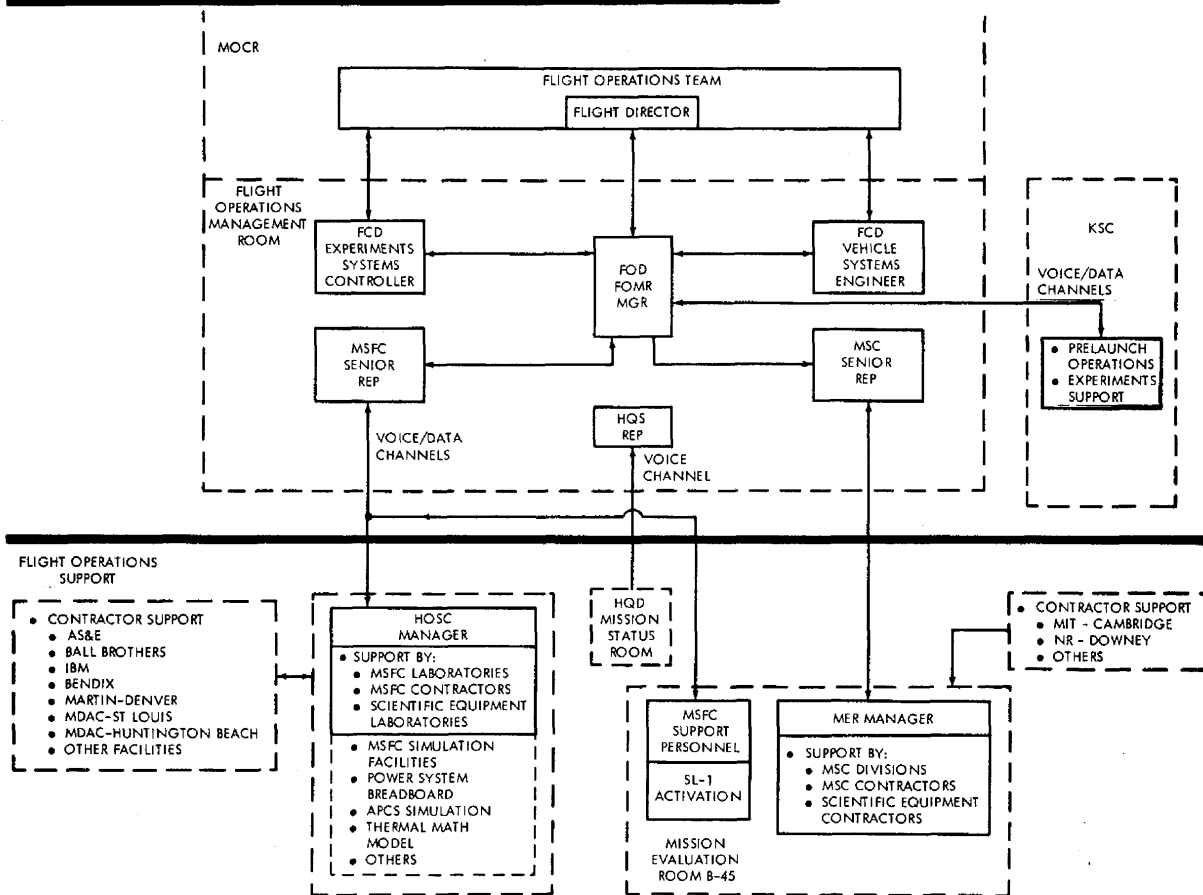 MOCR
FLIGHT OPERATIONS TEAM
FLIGHT DIRECTOR
FLIGHT
OPERATIONS
MANAGEMENT
ROOM
FCD
EXPERIMENTS
SYSTEMS
CONTROLLER
FOD
FOMR
MGR
FCD
VEHICLE
SYSTEMS
ENGINEER
KSC
VOICE/DATA
CHANNELS
• PRELAUNCH
OPERATIONS
• EXPERIMENTS
SUPPORT
MSFC
SENIOR
REP
MSC
SENIOR
REP
HQS
REP
VOICE/DATA
CHANNELS
VOICE
CHANNEL
FLIGHT OPERATIONS
SUPPORT
• CONTRACTOR SUPPORT
• AS&E
• BALL BROTHERS
• IBM
• BENDIX
• MARTIN-DENVER
• MDAC-ST LOUIS
• MDAC-HUNTINGTON BEACH
• OTHER FACILITIES
HOSC
MANAGER
• SUPPORT BY:
• MSFC LABORATORIES
• MSFC CONTRACTORS
• SCIENTIFIC EQUIPMENT
LABORATORIES
• MSFC SIMULATION
FACILITIES
• POWER SYSTEM
BREADBOARD
• APCS SIMULATION
• THERMAL MATH
MODEL
• OTHERS
HQD
MISSION
STATUS
ROOM
• CONTRACTOR SUPPORT
• MIT - CAMBRIDGE
• NR - DOWNEY
• OTHERS
MSFC
SUPPORT
PERSONNEL
SL-1
ACTIVATION
MER MANAGER
• SUPPORT BY:
• MSC DIVISIONS
• MSC CONTRACTORS
• SCIENTIFIC EQUIPMENT
CONTRACTORS
MISSION
EVALUATION
ROOM B-45